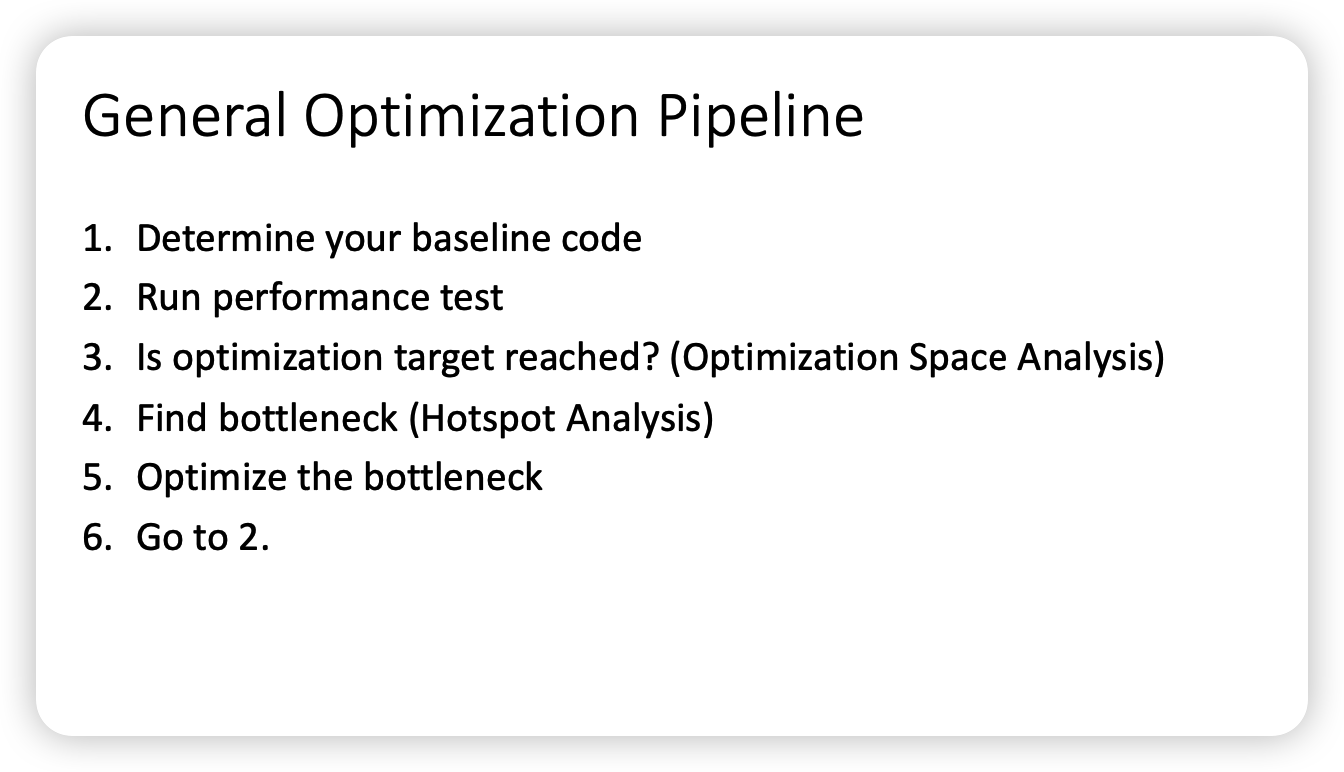 General Optimization Pipeline
1. Determine your baseline code
2. Run performance test
3. Is optimization target reached? (Optimization Space Analysis)
4. Find bottleneck (Hotspot Analysis)
5. Optimize the bottleneck
6. Go to 2.